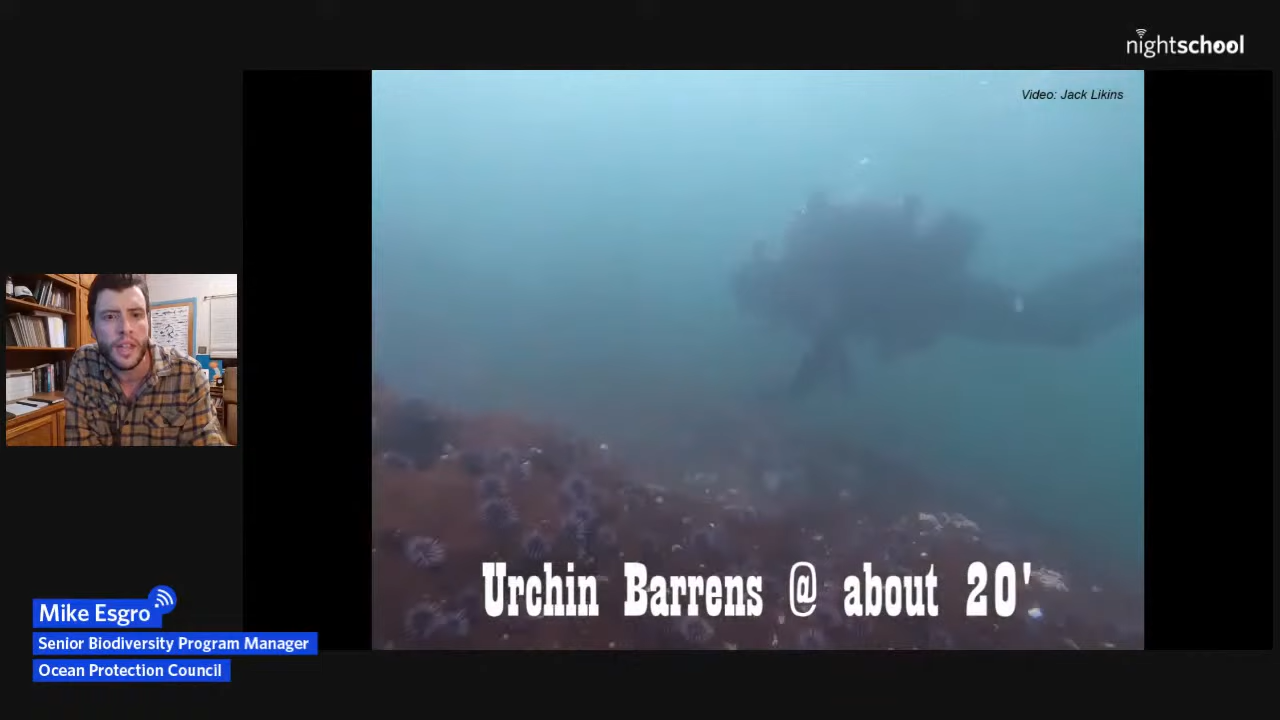 nightschool
Video: Jack Likins
Urchin Barrens @ about 20'
Mike Esgro
Senior Biodiversity Program Manager
Ocean Protection Council